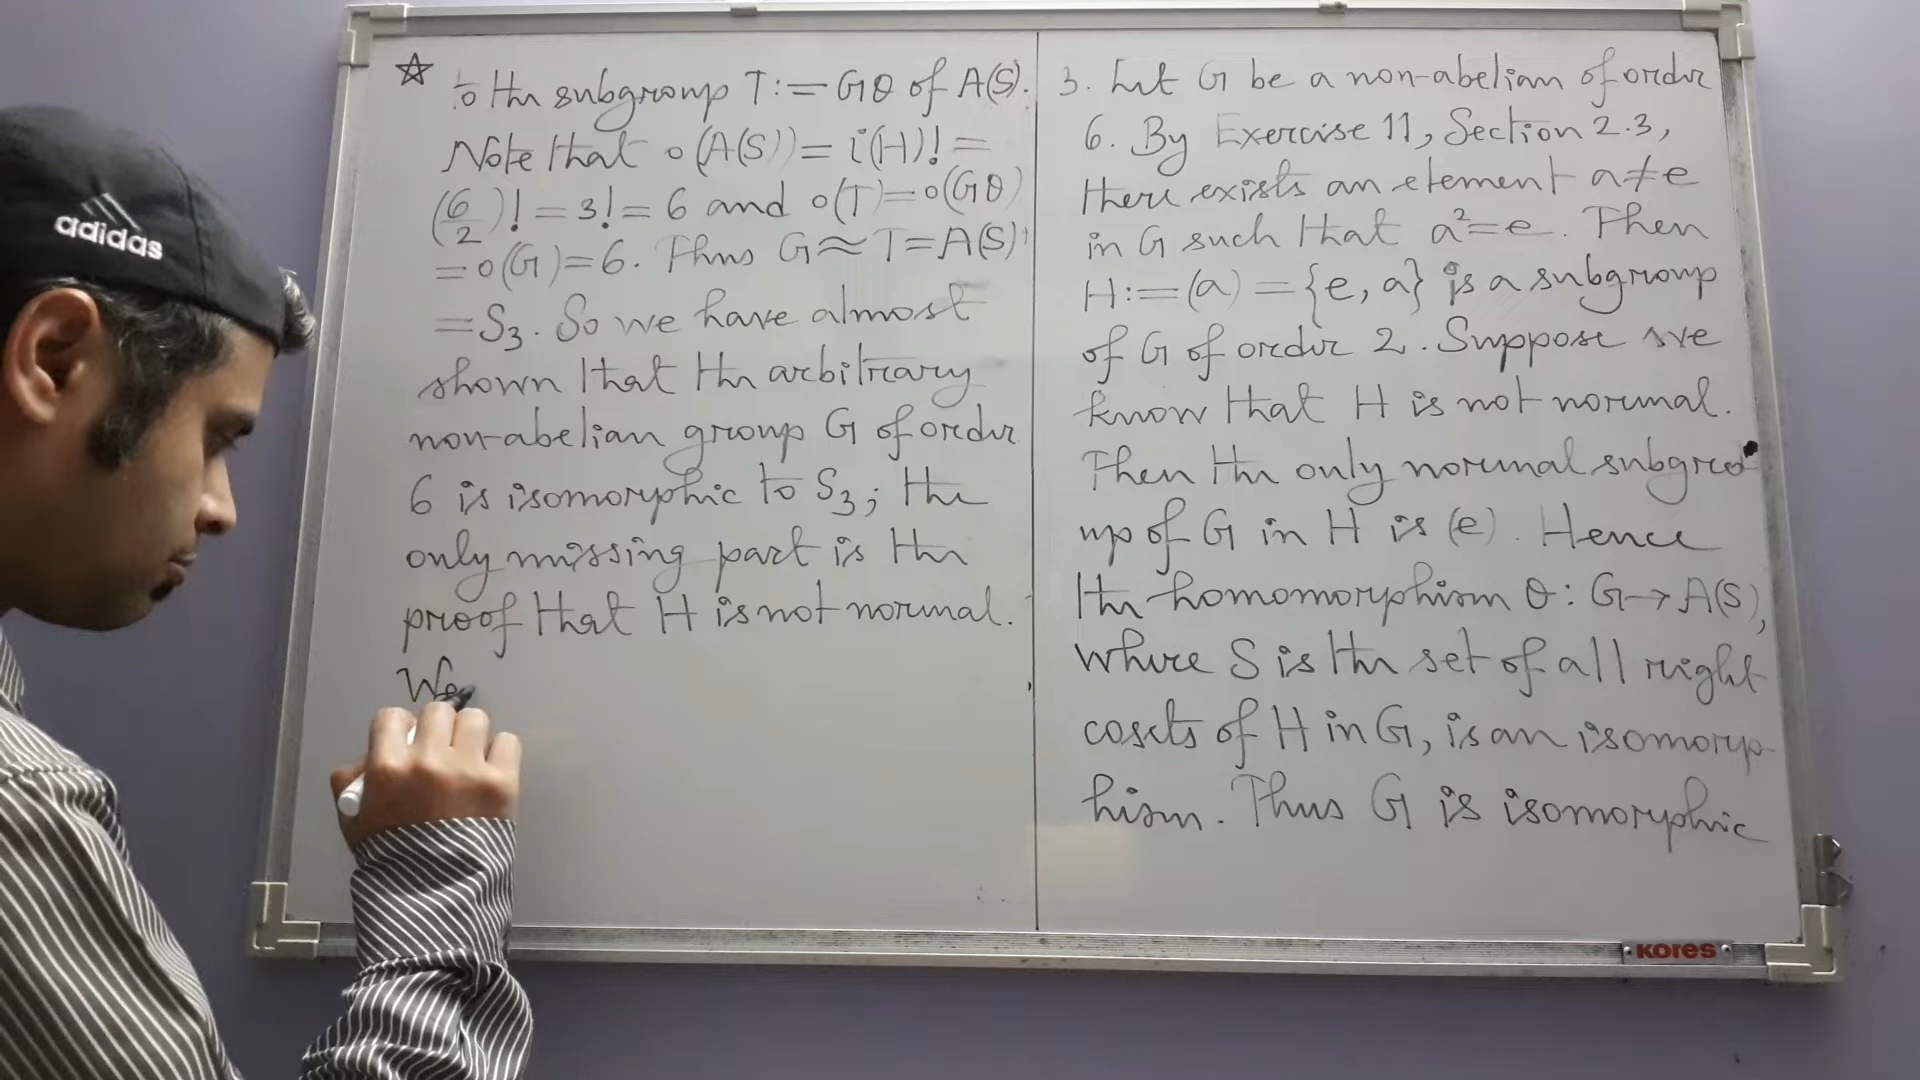 3. Let G be a non-abelian of order
6. By Exercise 11, Section 2.3,
there exists an element a≠e
in G such that a²=e. Then
H:=(a)={e, a} is a subgroup
of G of order 2. Suppose we
know that H is not normal.
Then the only normal subgro
up of G in H is (e). Hence
the homomorphism θ: G→A(S),
where S is the set of all right
cosets of H in G, is an isomorp
hism. Thus G is isomorphic
☆ to the subgroup T:=Gθ of A(S).
Note that o(A(S))=i(H)!=
(6/2)!=3!=6 and o(T)=o(Gθ)
=o(G)=6. Thus G≈T=A(S)
=S₃. So we have almost
shown that the arbitrary
non-abelian group G of order
6 is isomorphic to S₃; the
only missing part is the
proof that H is not normal.
We
adidas
KORES